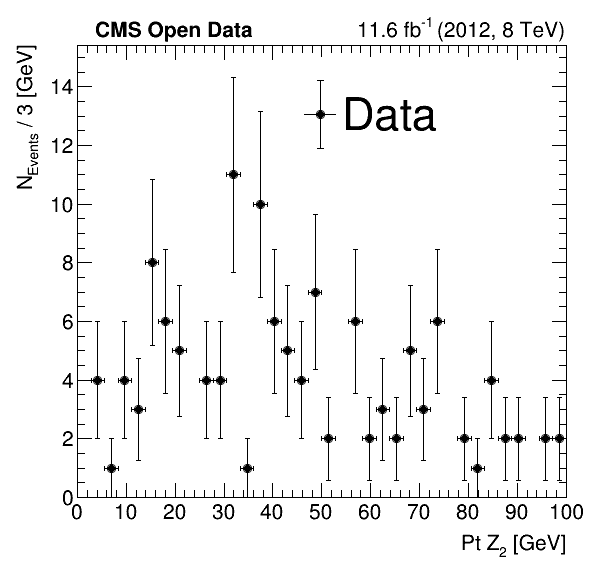 CMS Open Data 11.6 fb⁻¹ (2012, 8 TeV)
N_Events / 3 [GeV]
14
12
10
8
6
4
2
0
Data
0 10 20 30 40 50 60 70 80 90 100
Pt Z₂ [GeV]